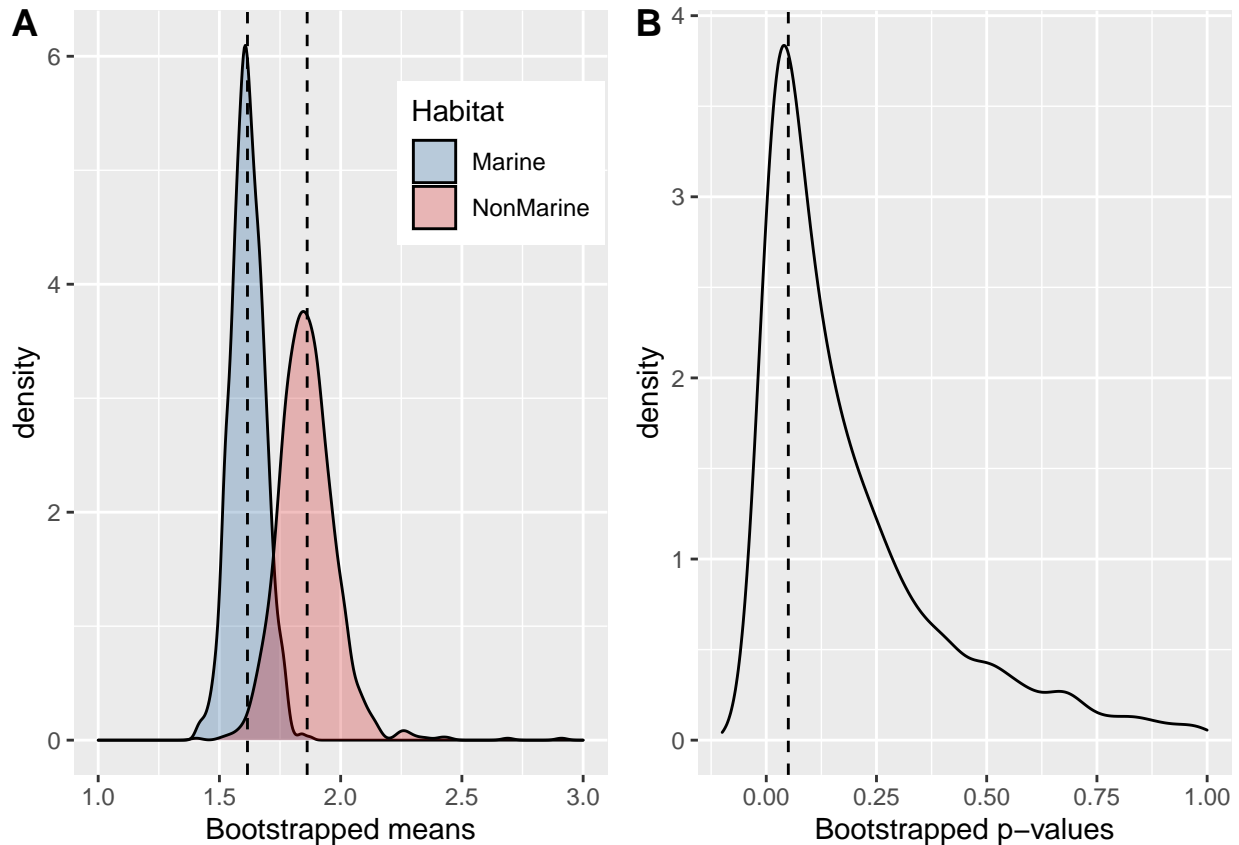 A
density
6
4
2
0
Habitat
Marine
NonMarine
1.0 1.5 2.0 2.5 3.0
Bootstrapped means
B
density
4
3
2
1
0
0.00 0.25 0.50 0.75 1.00
Bootstrapped p−values